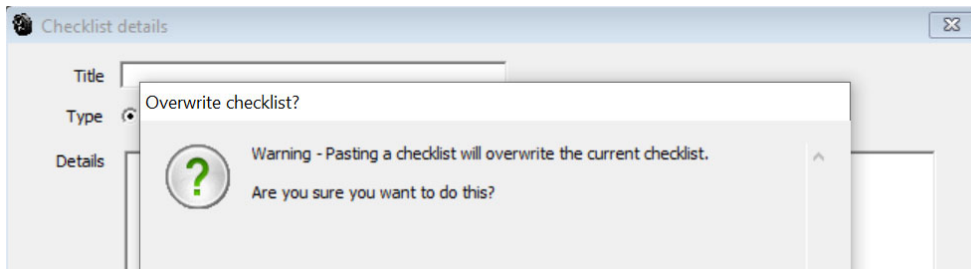 Checklist details
Title
Overwrite checklist?
Type
Warning - Pasting a checklist will overwrite the current checklist.
Details
Are you sure you want to do this?